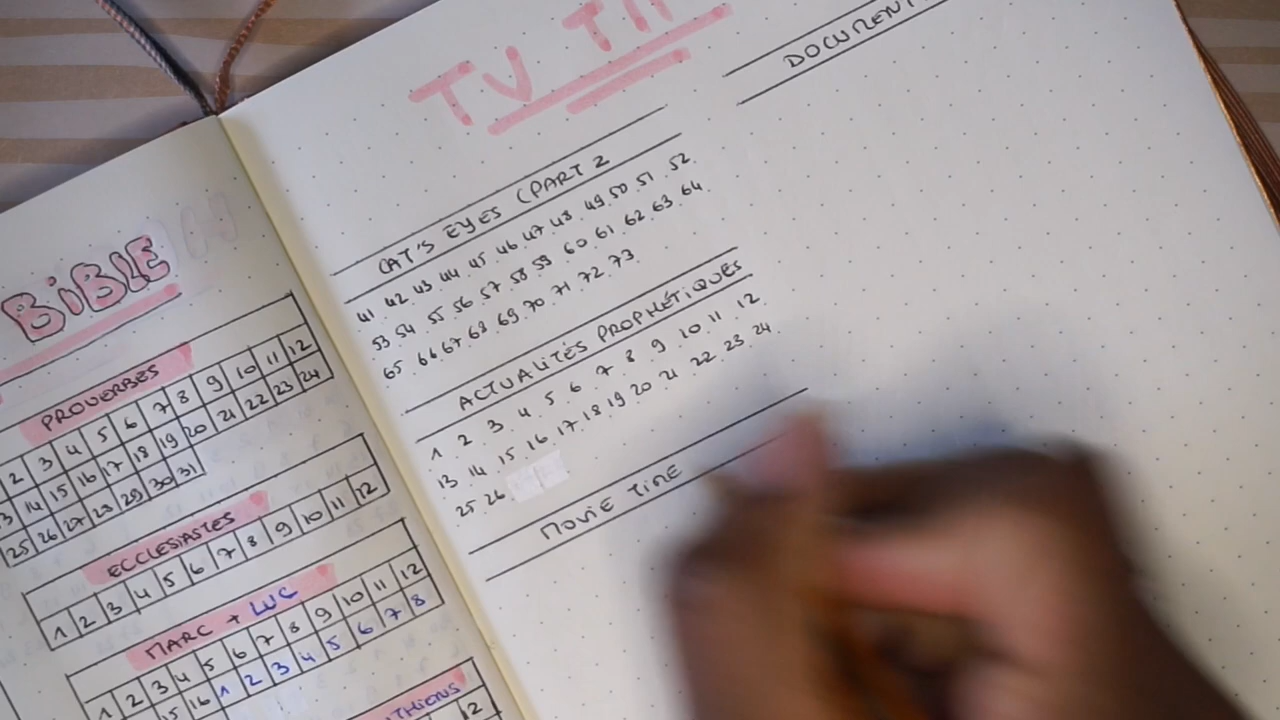 BIBLE
PROVERBES
2 3 4 5 6 7 8 9 10 11 12
14 15 16 17 18 19 20 21 22 23 24
25 26 27 28 29 30 31
ECCLESIASTES
1 2 3 4 5 6 7 8 9 10 11 12
MARC + LUC
1 2 3 4 5 6 7 8 9 10 11 12
15 16 1 2 3 4 5 6 7 8
12
TV
CAT'S EYES (PART 2
41 42 43 44 45 46 47 48 49 50 51 52
53 54 55 56 57 58 59 60 61 62 63 64
65 66 67 68 69 70 71 72 73
ACTUALITÉS PROPHÉTIQUES
1 2 3 4 5 6 7 8 9 10 11 12
13 14 15 16 17 18 19 20 21 22 23 24
25 26
MOVIE TIME